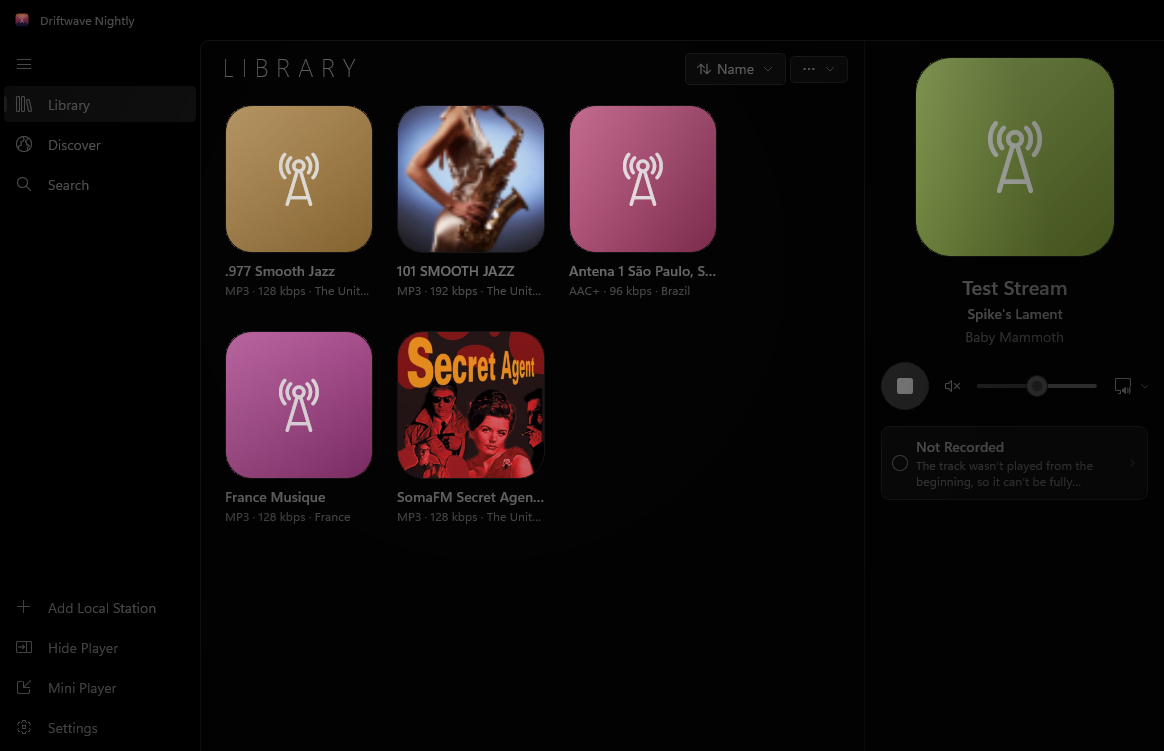 Driftwave Nightly
Library
Discover
Search
Add Local Station
Hide Player
Mini Player
Settings
LIBRARY
Name
.977 Smooth Jazz
MP3 · 128 kbps · The Unit...
101 SMOOTH JAZZ
MP3 · 192 kbps · The Unit...
Antena 1 São Paulo, S...
AAC+ · 96 kbps · Brazil
France Musique
MP3 · 128 kbps · France
SECRET AGENT
SomaFM Secret Agen...
MP3 · 128 kbps · The Unit...
Test Stream
Spike's Lament
Baby Mammoth
Not Recorded
The track wasn't played from the
beginning, so it can't be fully...